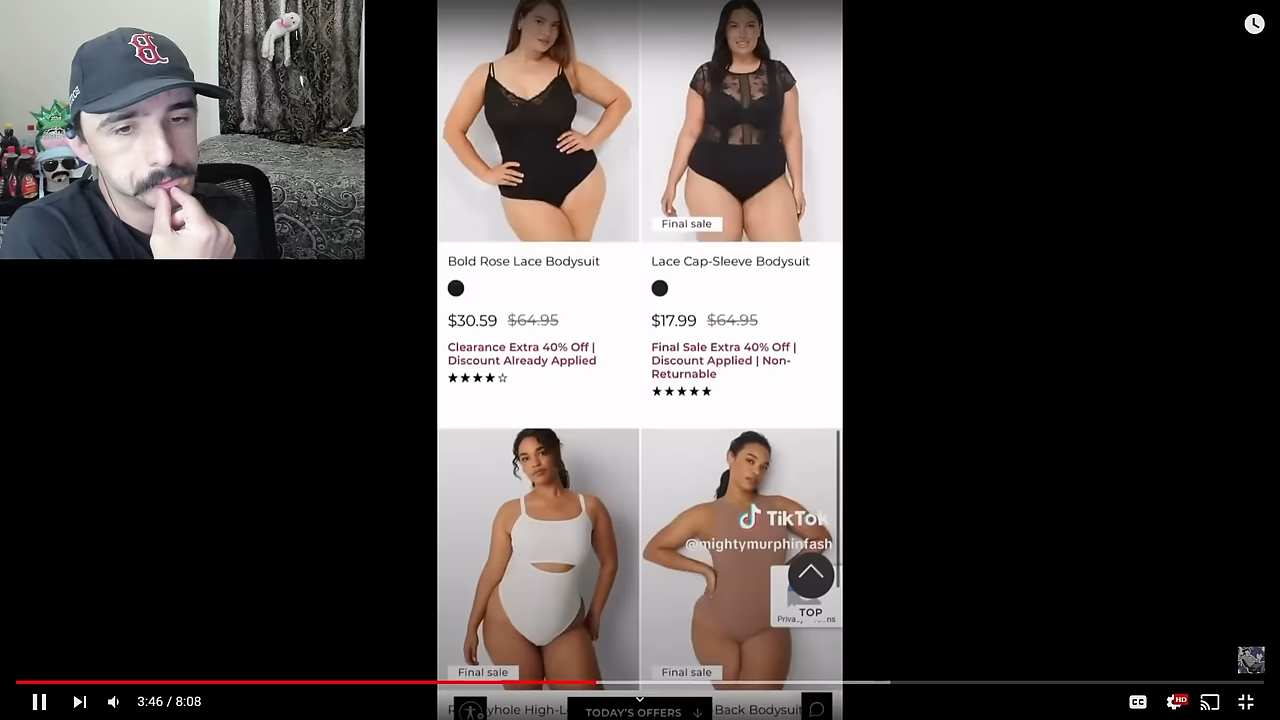 B
Final sale
Bold Rose Lace Bodysuit
Lace Cap-Sleeve Bodysuit
$30.59 $64.95
$17.99 $64.95
Clearance Extra 40% Off |
Discount Already Applied
Final Sale Extra 40% Off |
Discount Applied | Non-
Returnable
TikTok
@mightymurphinfash
TOP
Final sale
Final sale
Back Bodysuit
TODAY'S OFFERS
3:46 / 8:08
CC
HD